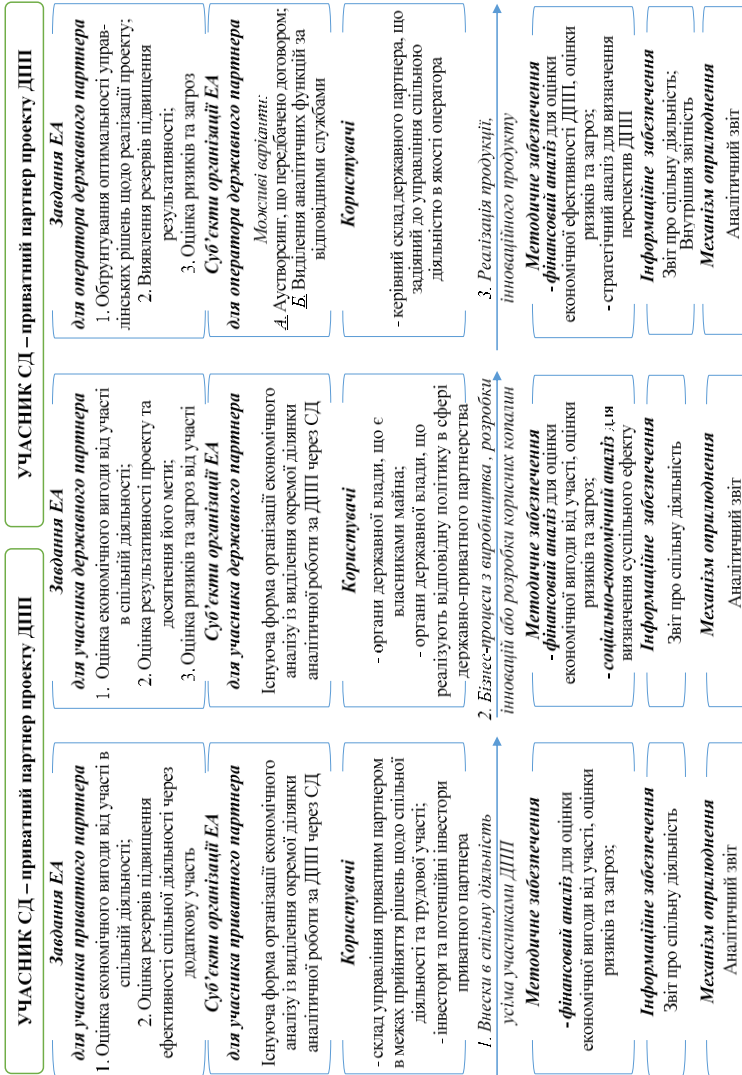 УЧАСНИК СД – приватний партнер проекту ДПП
УЧАСНИК СД – приватний партнер проекту ДПП
Завдання ЕА
для учасника приватного партнера
1. Оцінка економічного вигоди від участі в
спільній діяльності;
2. Оцінка резервів підвищення
ефективності спільної діяльності через
додаткову участь
Суб’єкти організації ЕА
для учасника приватного партнера
Існуюча форма організації економічного
аналізу із виділення окремої ділянки
аналітичної роботи за ДПП через СД
Користувачі
- склад управління приватним партнером
в межах прийняття рішень щодо спільної
діяльності та трудової участі;
- інвестори та потенційні інвестори
приватного партнера
Завдання ЕА
для учасника державного партнера
1. Оцінка економічного вигоди від участі
в спільній діяльності;
2. Оцінка результативності проекту та
досягнення його мети;
3. Оцінка ризиків та загроз від участі
Суб’єкти організації ЕА
для учасника державного партнера
Існуюча форма організації економічного
аналізу із виділення окремої ділянки
аналітичної роботи за ДПП через СД
Користувачі
- органи державної влади, що є
власниками майна;
- органи державної влади, що
реалізують відповідну політику в сфері
державно-приватного партнерства
Завдання ЕА
для оператора державного партнера
1. Обґрунтування оптимальності управ-
лінських рішень щодо реалізації проекту;
2. Виявлення резервів підвищення
результативності;
3. Оцінка ризиків та загроз
Суб’єкти організації ЕА
для оператора державного партнера
Можливі варіанти:
А. Аустворсинг, що передбачено договором;
Б. Виділення аналітичних функцій за
відповідними службами
Користувачі
- керівний склад державного партнера, що
задіяний до управління спільною
діяльністю в якості оператора
1. Внески в спільну діяльність
усіма учасниками ДПП
2. Бізнес-процеси з виробництва, розробки
інновацій або розробки корисних копалин
3. Реалізація продукції,
інноваційного продукту
Методичне забезпечення
- фінансовий аналіз для оцінки
економічної вигоди від участі, оцінки
ризиків та загроз;
Інформаційне забезпечення
Звіт про спільну діяльність
Механізм оприлюднення
Аналітичний звіт
Методичне забезпечення
- фінансовий аналіз для оцінки
економічної вигоди від участі, оцінки
ризиків та загроз;
- соціально-економічний аналіз для
визначення суспільного ефекту
Інформаційне забезпечення
Звіт про спільну діяльність
Механізм оприлюднення
Аналітичний звіт
Методичне забезпечення
- фінансовий аналіз для оцінки
економічної ефективності ДПП, оцінки
ризиків та загроз;
- стратегічний аналіз для визначення
перспектив ДПП
Інформаційне забезпечення
Звіт про спільну діяльність;
Внутрішня звітність
Механізм оприлюднення
Аналітичний звіт